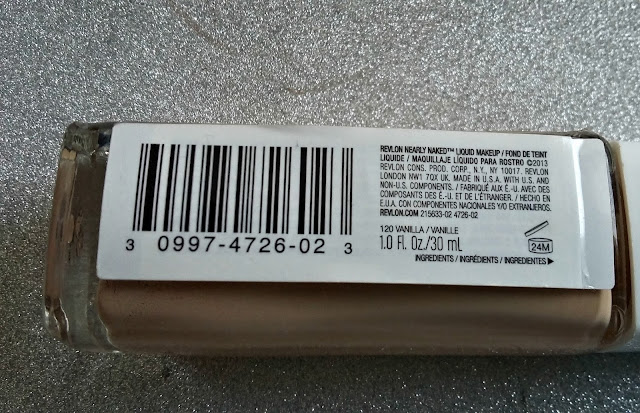 3 0997-4726-02 3
REVLON NEARLY NAKED™ LIQUID MAKEUP / FOND DE TEINT
LIQUIDE / MAQUILLAJE LÍQUIDO PARA ROSTRO ©2013
REVLON CONS. PROD. CORP., N.Y., NY 10017. REVLON
LONDON NW1 7QX UK. MADE IN U.S.A. WITH U.S. AND
NON-U.S. COMPONENTS. / FABRIQUÉ AUX É.-U. AVEC DES
COMPOSANTS DES É.-U. ET DE L'ÉTRANGER. / HECHO EN
E.U.A. CON COMPONENTES NACIONALES Y/O EXTRANJEROS.
REVLON.COM 215633-02 4726-02
120 VANILLA / VANILLE
1.0 Fl. Oz/30 mL
24M
INGREDIENTS / INGRÉDIENTS / INGREDIENTES ▶